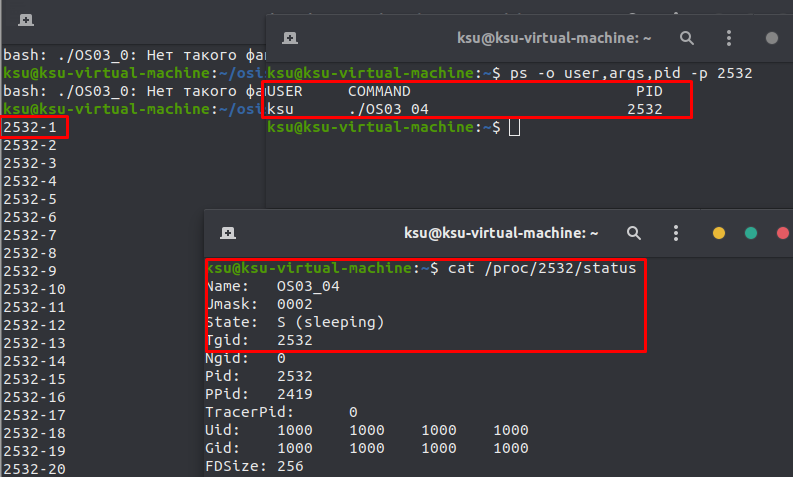 bash: ./OS03_0: Нет такого фа
ksu@ksu-virtual-machine:~/osi
bash: ./OS03_0: Нет такого фа
ksu@ksu-virtual-machine:~/osi
2532-1
2532-2
2532-3
2532-4
2532-5
2532-6
2532-7
2532-8
2532-9
2532-10
2532-11
2532-12
2532-13
2532-14
2532-15
2532-16
2532-17
2532-18
2532-19
2532-20
ksu@ksu-virtual-machine: ~
ksu@ksu-virtual-machine:~$ ps -o user,args,pid -p 2532
USER COMMAND PID
ksu ./OS03_04 2532
ksu@ksu-virtual-machine:~$
ksu@ksu-virtual-machine: ~
ksu@ksu-virtual-machine:~$ cat /proc/2532/status
Name: OS03_04
Umask: 0002
State: S (sleeping)
Tgid: 2532
Ngid: 0
Pid: 2532
PPid: 2419
TracerPid: 0
Uid: 1000 1000 1000 1000
Gid: 1000 1000 1000 1000
FDSize: 256